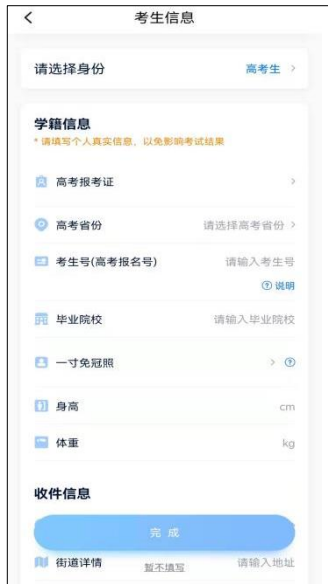 考生信息
请选择身份 高考生 >
学籍信息
* 请填写个人真实信息，以免影响考试结果
高考报考证 >
高考省份 请选择高考省份 >
考生号(高考报名号) 请输入考生号
? 说明
毕业院校 请输入毕业院校
一寸免冠照 > ?
身高 cm
体重 kg
收件信息
完成
街道详情 请输入地址
暂不填写